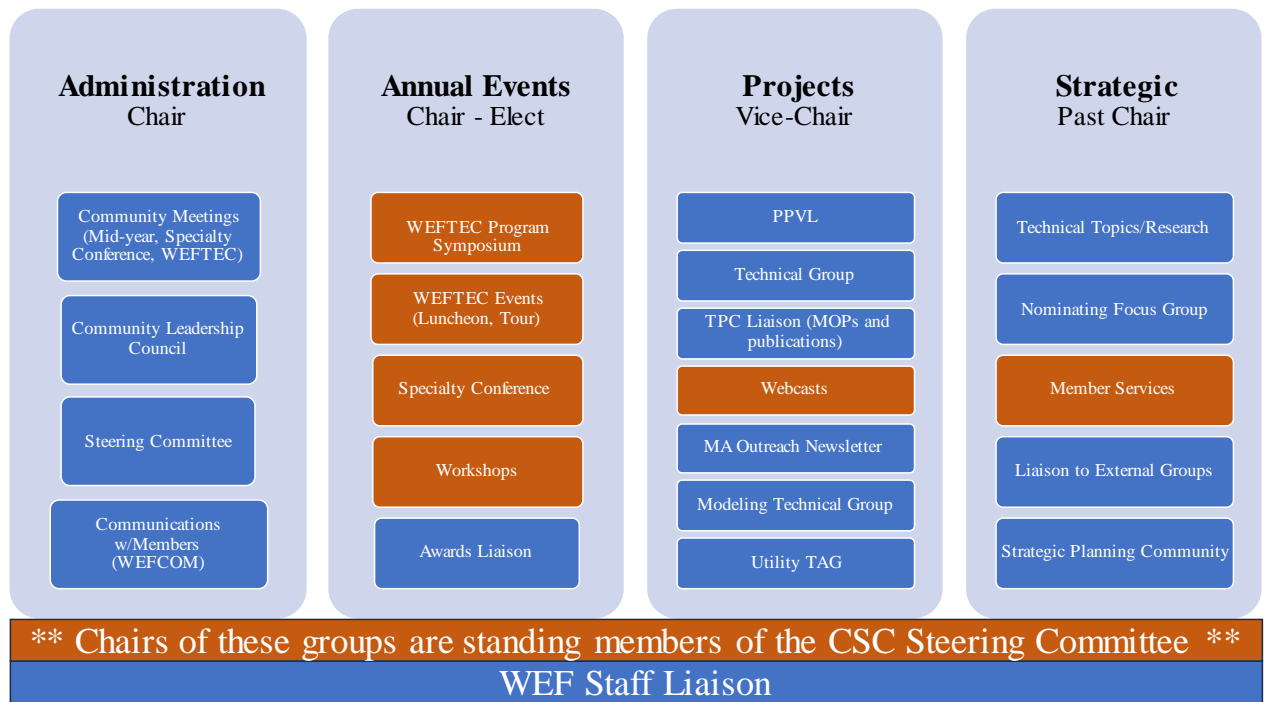 Administration
Chair
Community Meetings
(Mid-year, Specialty
Conference, WEFTEC)
Community Leadership
Council
Steering Committee
Communications
w/Members
(WEFCOM)
Annual Events
Chair - Elect
WEFTEC Program
Symposium
WEFTEC Events
(Luncheon, Tour)
Specialty Conference
Workshops
Awards Liaison
Projects
Vice-Chair
PPVL
Technical Group
TPC Liaison (MOPs and
publications)
Webcasts
MA Outreach Newsletter
Modeling Technical Group
Utility TAG
Strategic
Past Chair
Technical Topics/Research
Nominating Focus Group
Member Services
Liaison to External Groups
Strategic Planning Community
** Chairs of these groups are standing members of the CSC Steering Committee **
WEF Staff Liaison